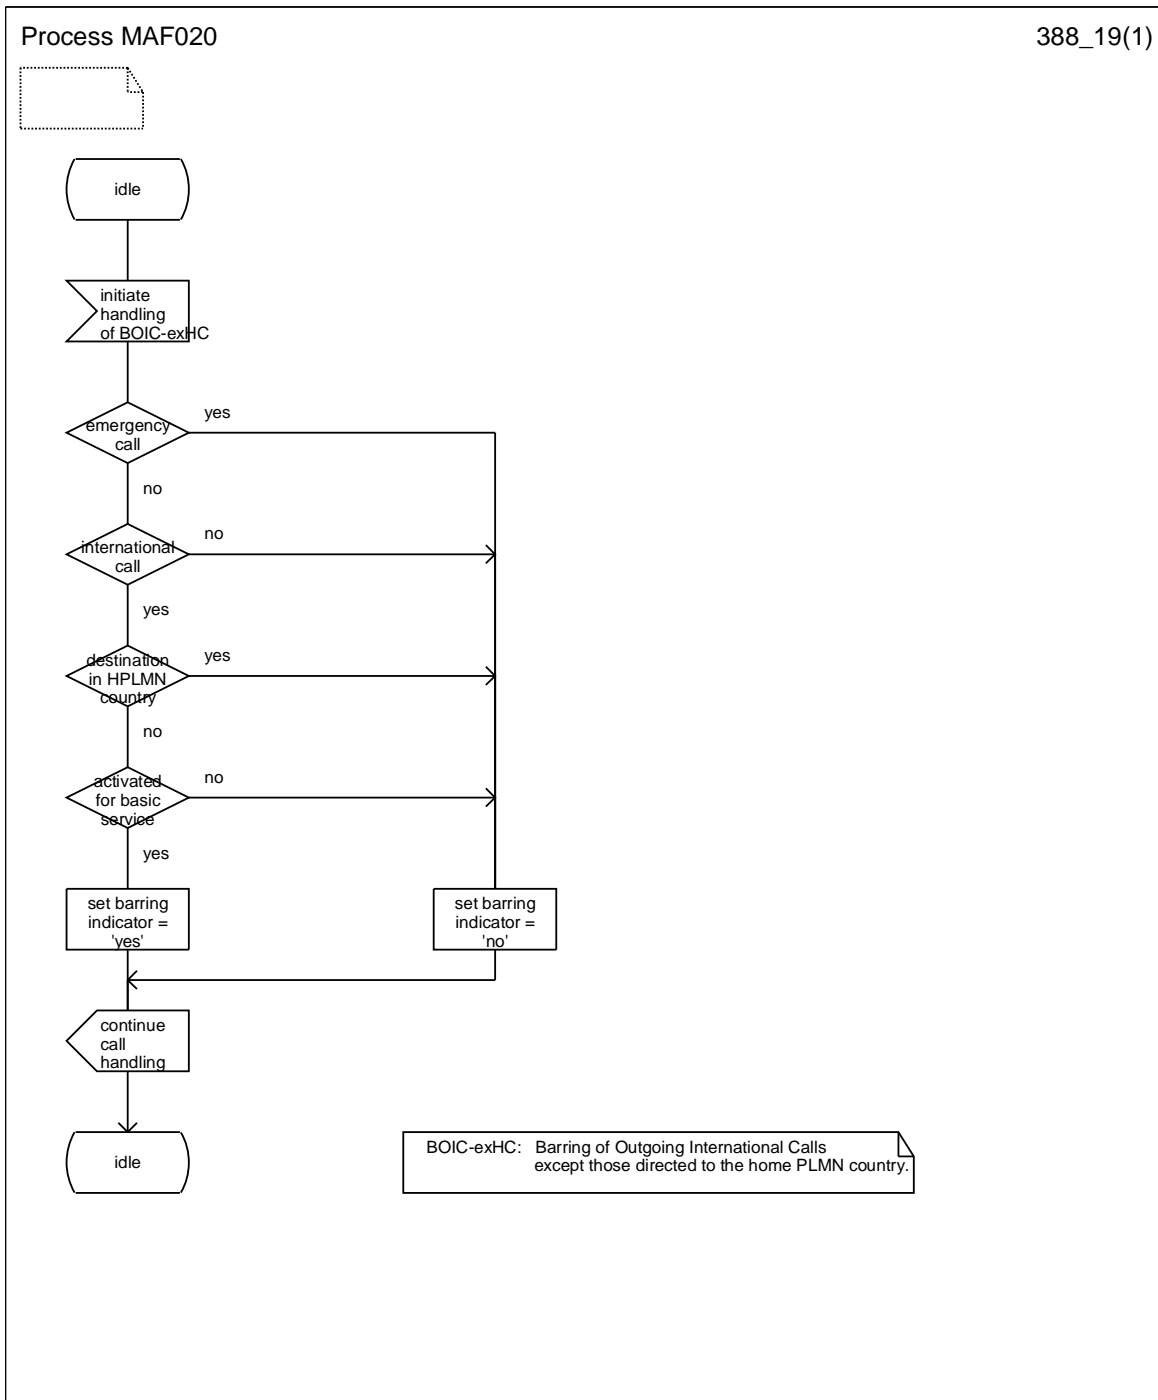 Process MAF020
388_19(1)
idle
initiate
handling
of BOIC-exHC
emergency
call
yes
no
international
call
no
yes
destination
in HPLMN
country
yes
no
activated
for basic
service
no
yes
set barring
indicator =
'yes'
set barring
indicator =
'no'
continue
call
handling
idle
BOIC-exHC: Barring of Outgoing International Calls
except those directed to the home PLMN country.